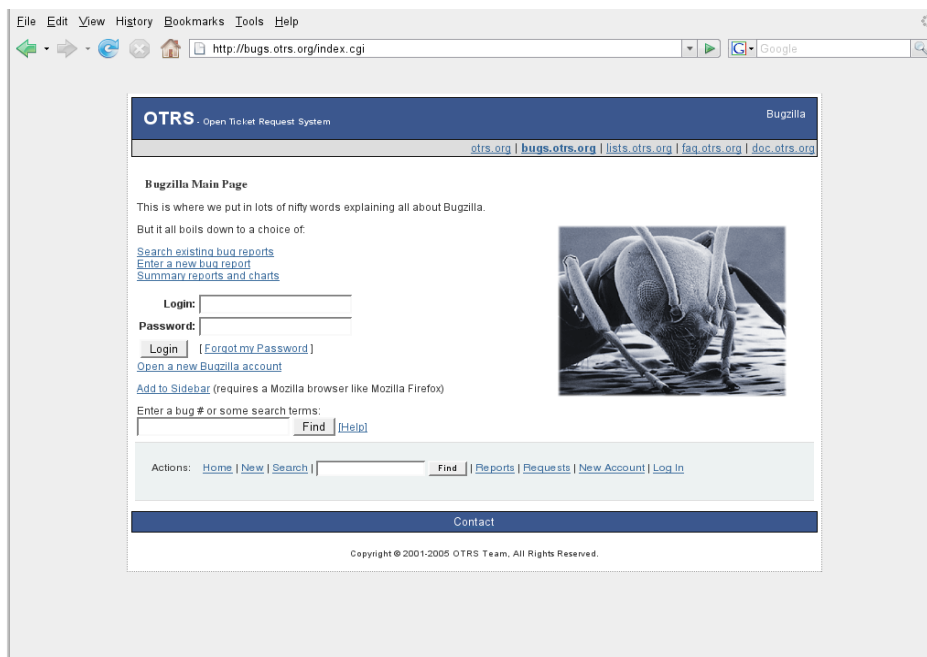 File Edit View History Bookmarks Tools Help
http://bugs.otrs.org/index.cgi G Google
OTRS - Open Ticket Request System Bugzilla
otrs.org | bugs.otrs.org | lists.otrs.org | faq.otrs.org | doc.otrs.org
Bugzilla Main Page
This is where we put in lots of nifty words explaining all about Bugzilla.
But it all boils down to a choice of:
Search existing bug reports
Enter a new bug report
Summary reports and charts
Login:
Password:
Login [ Forgot my Password ]
Open a new Bugzilla account
Add to Sidebar (requires a Mozilla browser like Mozilla Firefox)
Enter a bug # or some search terms:
Find [Help]
Actions: Home | New | Search | Find | Reports | Requests | New Account | Log In
Contact
Copyright © 2001-2005 OTRS Team, All Rights Reserved.